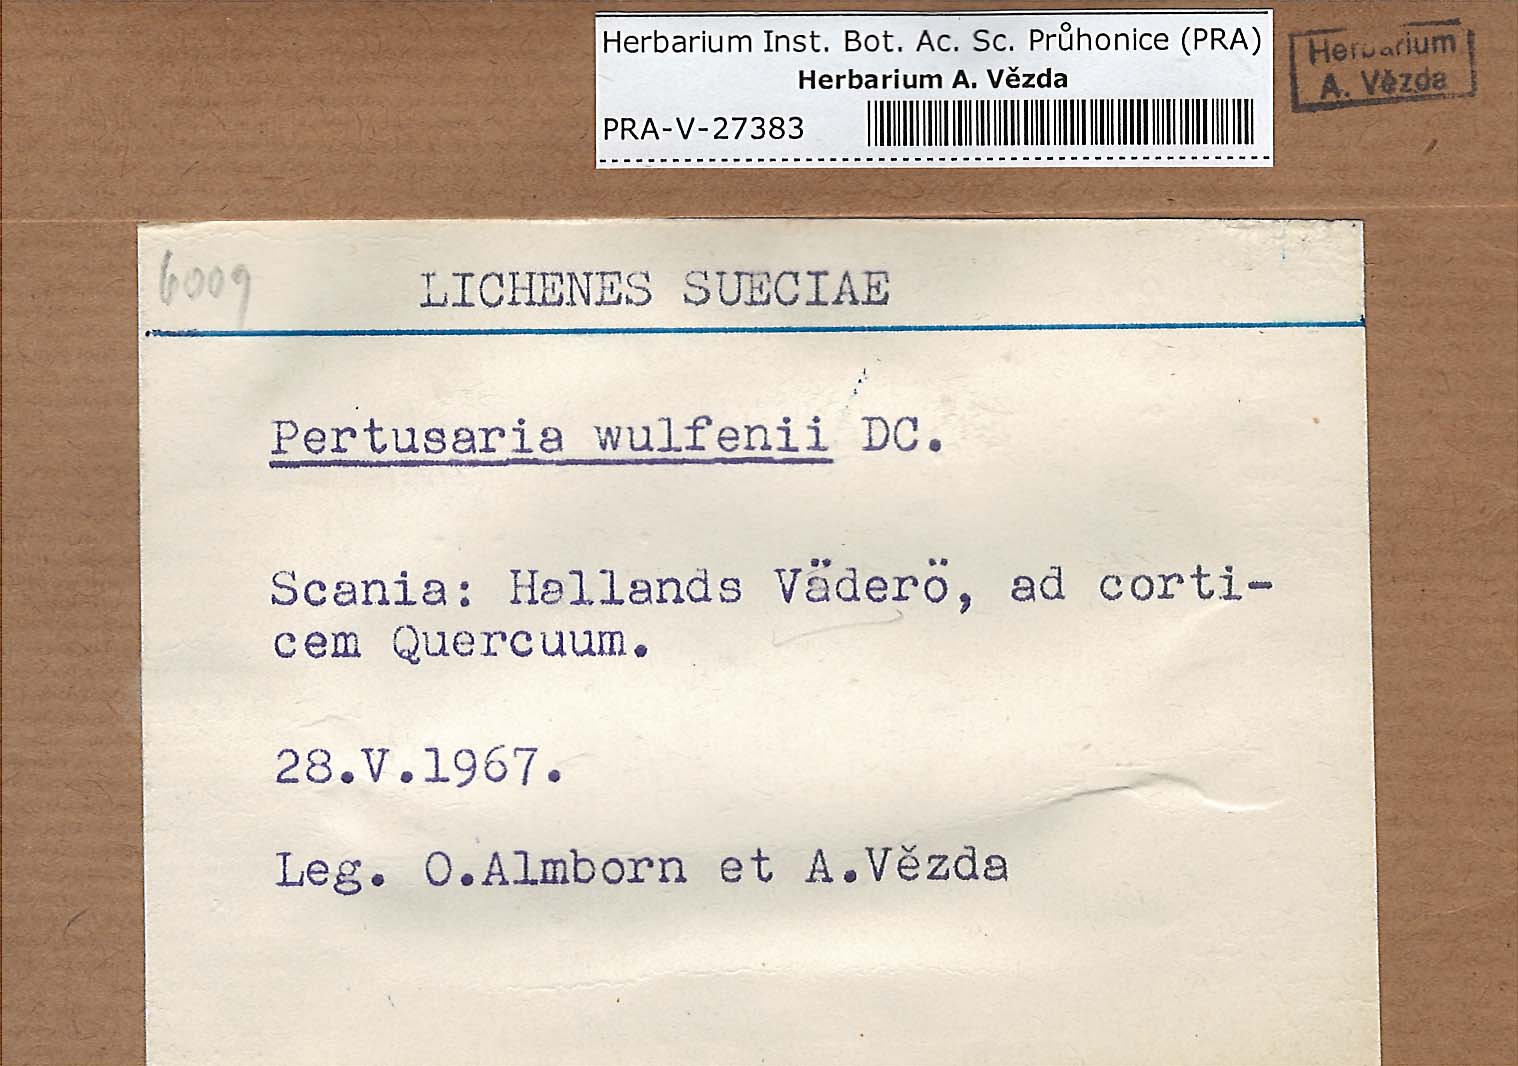 Herbarium Inst. Bot. Ac. Sc. Průhonice (PRA)
Herbarium A. Vězda
PRA-V-27383
Herbarium
A. Vězda
6009
LICHENES SUECIAE
Pertusaria wulfenii DC.
Scania: Hallands Väderö, ad corti-
cem Quercuum.
28.V.1967.
Leg. O.Almborn et A.Vězda